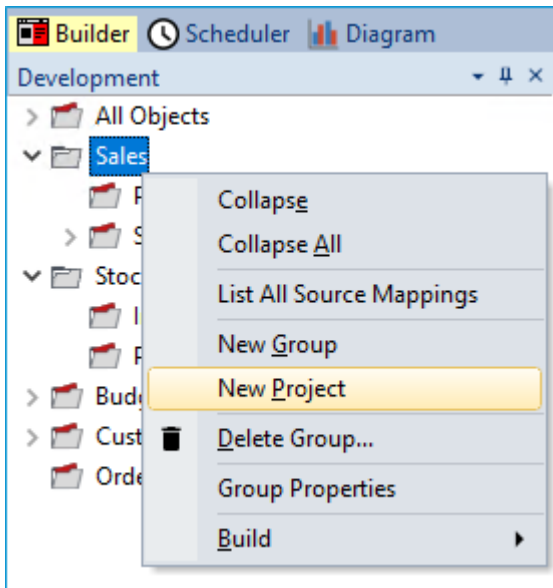 Builder Scheduler Diagram
Development
All Objects
Sales
Collapse
Collapse All
List All Source Mappings
New Group
New Project
Delete Group...
Group Properties
Build